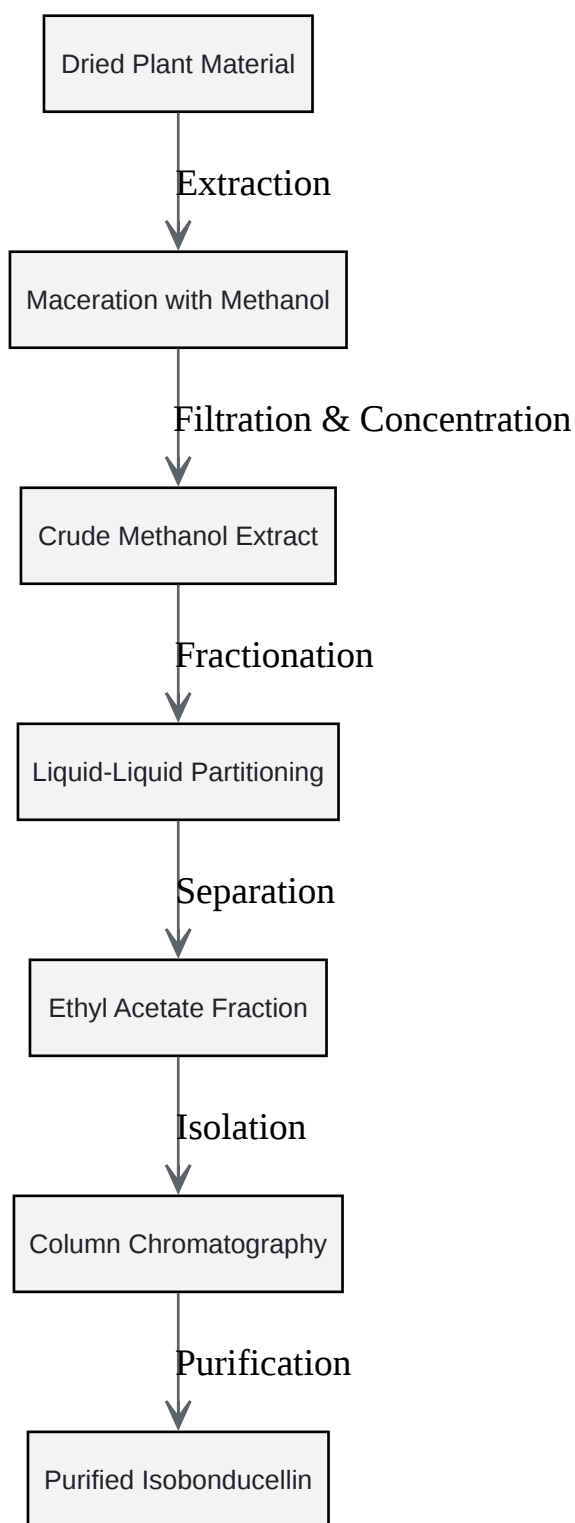 Dried Plant Material
Extraction
Maceration with Methanol
Filtration & Concentration
Crude Methanol Extract
Fractionation
Liquid-Liquid Partitioning
Separation
Ethyl Acetate Fraction
Isolation
Column Chromatography
Purification
Purified Isobonducellin